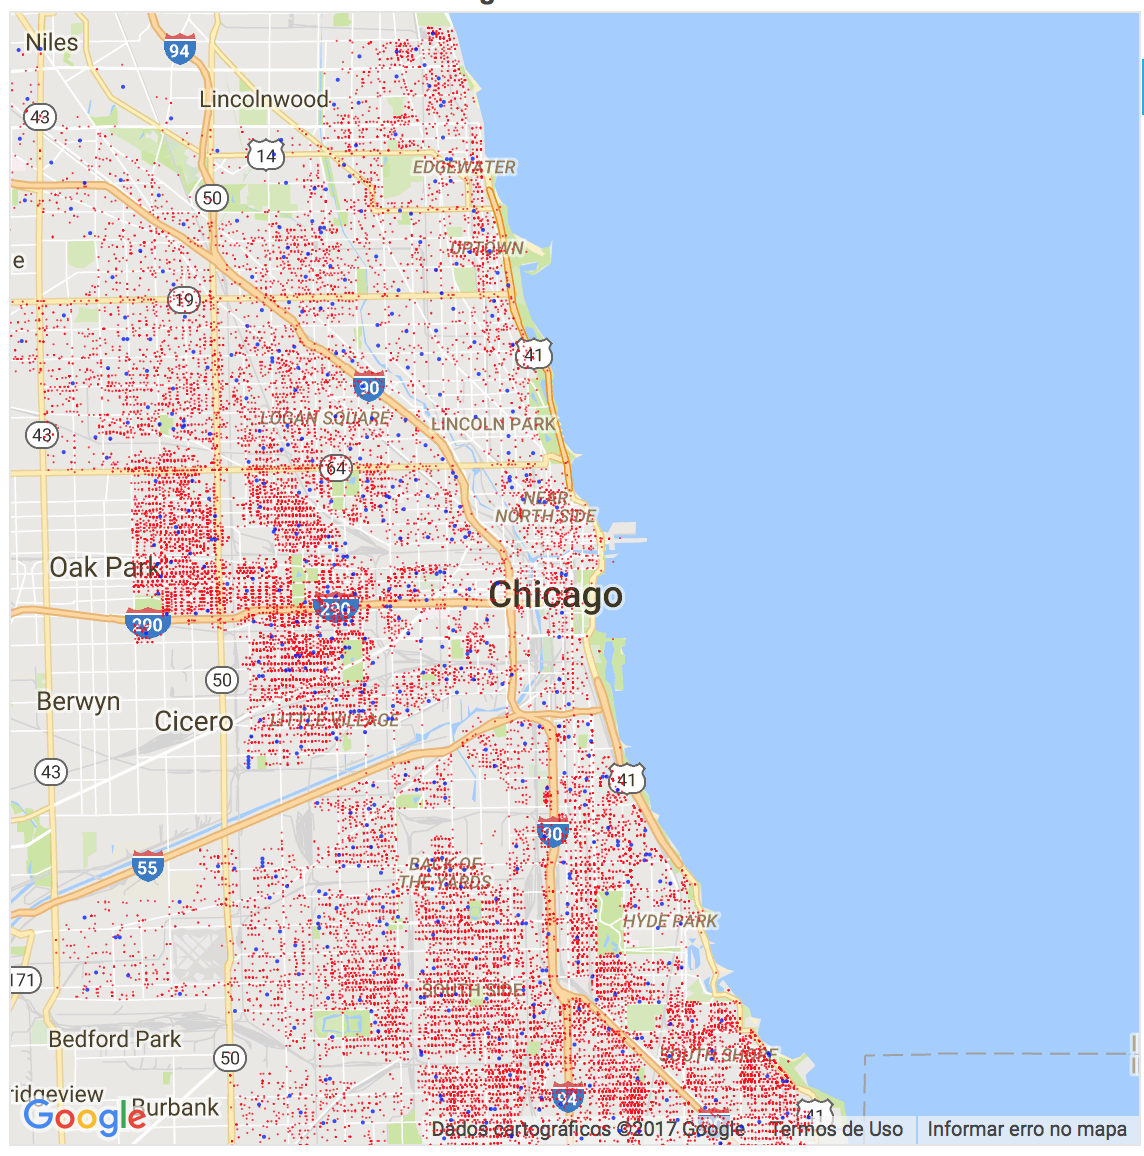 Niles
94
Lincolnwood
43
14
EDGEWATER
50
UPTOWN
e
19
41
90
LOGAN SQUARE
LINCOLN PARK
43
64
NEAR
NORTH SIDE
Oak Park
Chicago
290
290
50
Berwyn
Cicero
LITTLE VILLAGE
43
41
90
55
BACK OF
THE YARDS
HYDE PARK
171
SOUTH SIDE
Bedford Park
50
SOUTH SHORE
ridgeview
94
Google
Burbank
41
Dados cartográficos ©2017 Google
Termos de Uso
Informar erro no mapa